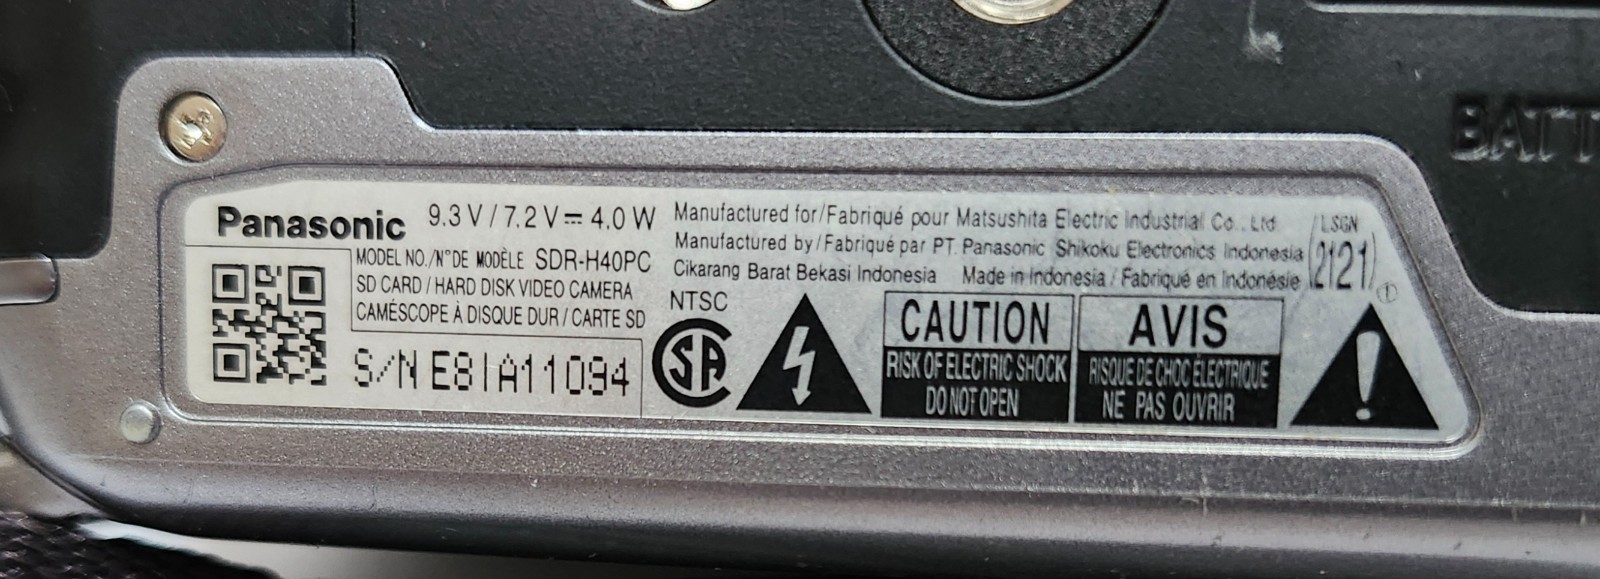 BATT
Panasonic 9.3 V / 7.2 V ⎓ 4.0 W
MODEL NO./N° DE MODÈLE SDR-H40PC
SD CARD / HARD DISK VIDEO CAMERA
CAMÉSCOPE À DISQUE DUR / CARTE SD
S/N E8IA11094
Manufactured for/Fabriqué pour Matsushita Electric Industrial Co., Ltd
Manufactured by/Fabriqué par PT. Panasonic Shikoku Electronics Indonesia
Cikarang Barat Bekasi Indonesia Made in Indonesia / Fabriqué en Indonésie
NTSC
SA
CAUTION
RISK OF ELECTRIC SHOCK
DO NOT OPEN
AVIS
RISQUE DE CHOC ÉLECTRIQUE
NE PAS OUVRIR
LSGN
2121
①
!